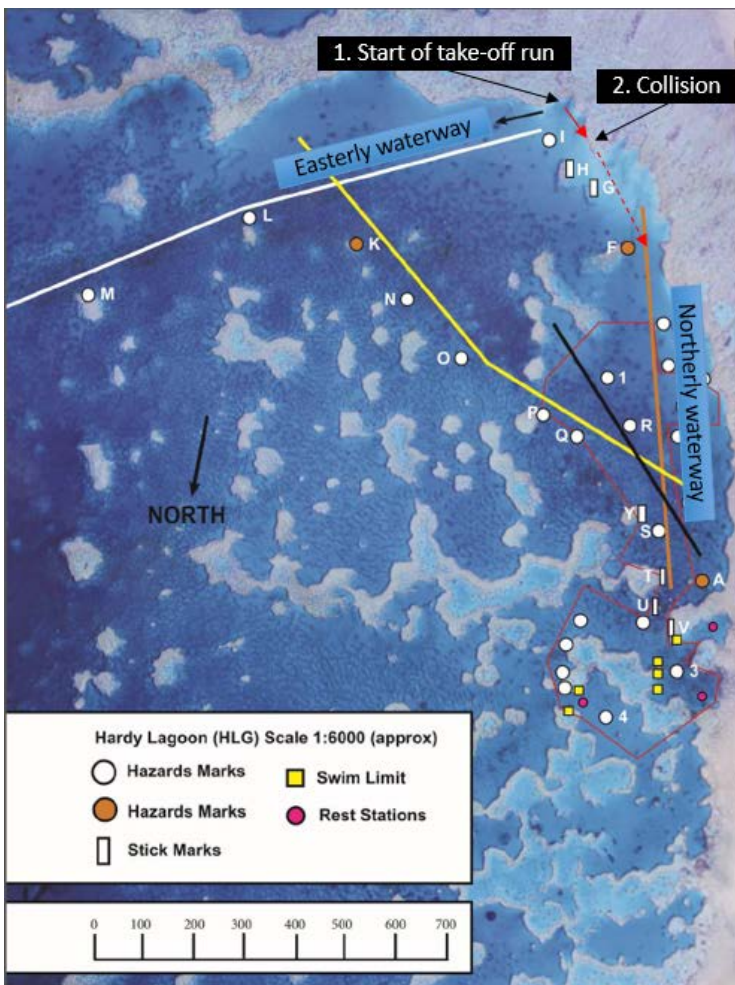 1. Start of take-off run
2. Collision
Easterly waterway
I
H
G
L
K
F
M
N
O
1
P
Q
R
Northerly waterway
NORTH
Y
S
T
A
U
V
3
4
Hardy Lagoon (HLG) Scale 1:6000 (approx)
Hazards Marks
Swim Limit
Hazards Marks
Rest Stations
Stick Marks
0 100 200 300 400 500 600 700